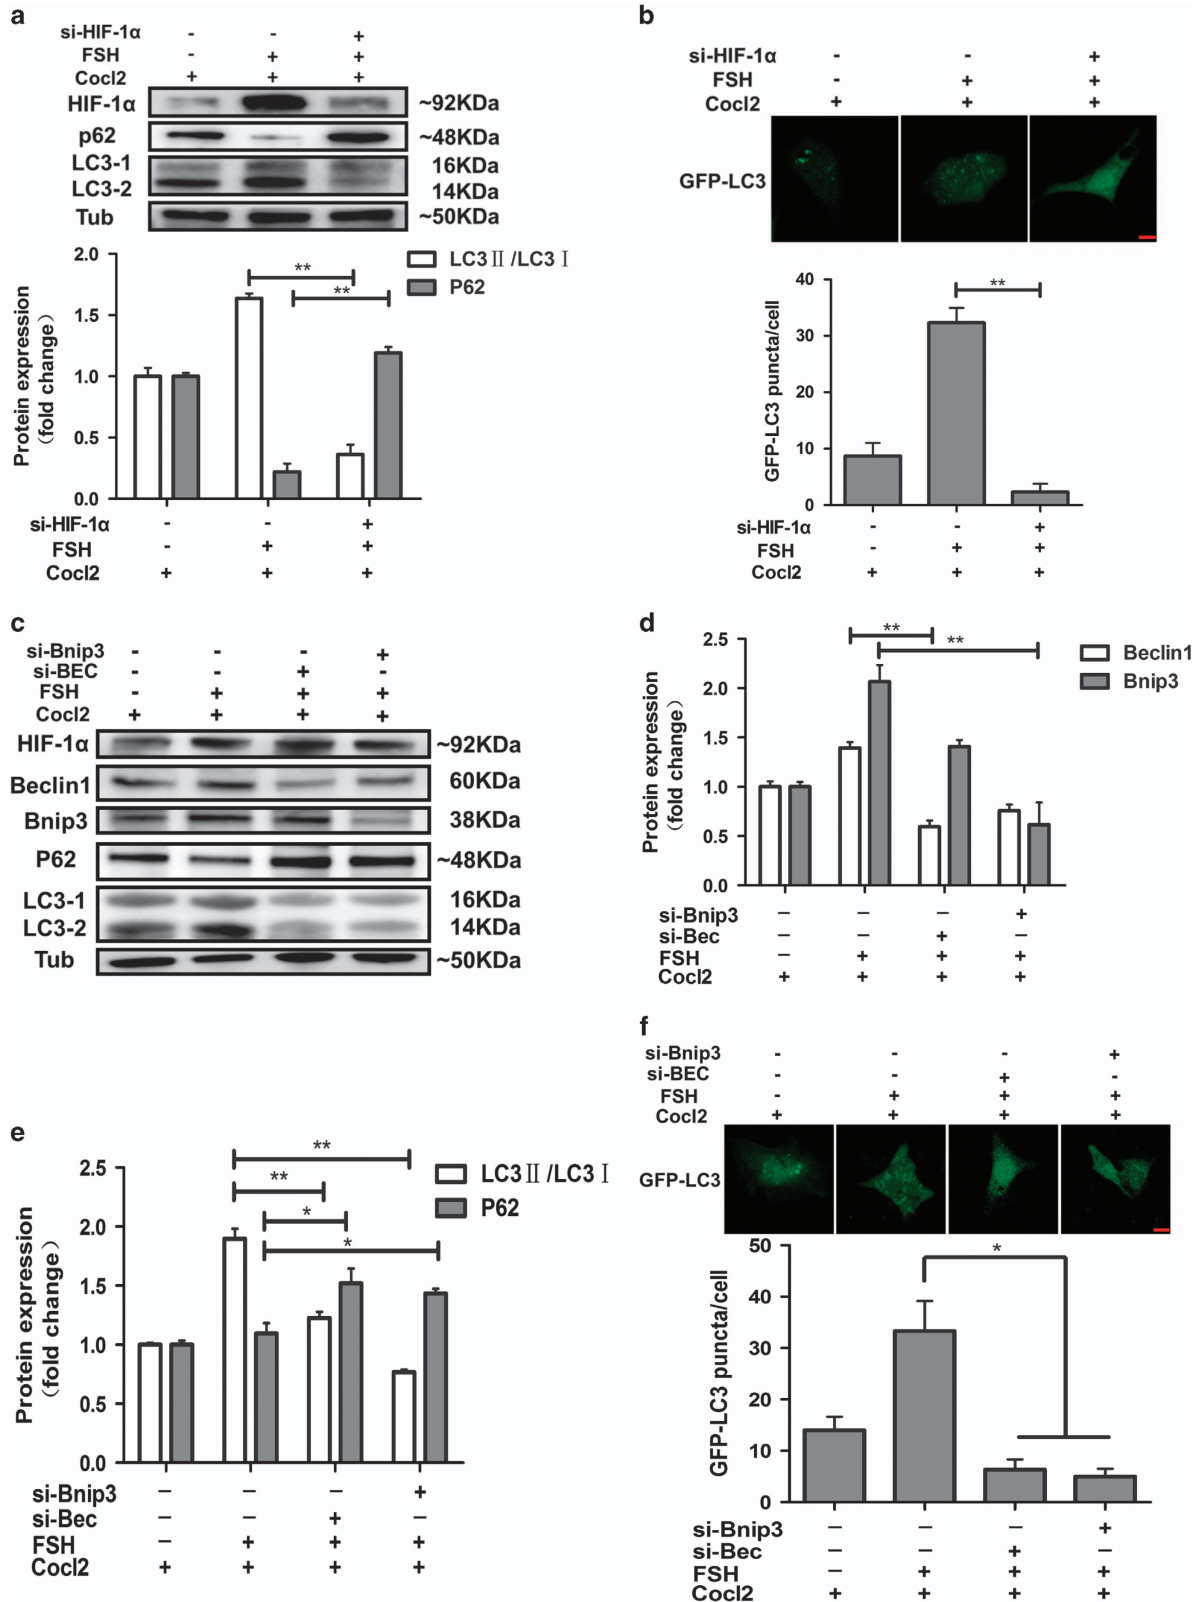 a
si-HIF-1α - - +
FSH - + +
Cocl2 + + +
HIF-1α ~92KDa
p62 ~48KDa
LC3-1 16KDa
LC3-2 14KDa
Tub ~50KDa
2.0
1.5
1.0
0.5
0.0
Protein expression
(fold change)
** **
LC3Ⅱ/LC3Ⅰ
P62
si-HIF-1α - - +
FSH - + +
Cocl2 + + +
b
si-HIF-1α - - +
FSH - + +
Cocl2 + + +
GFP-LC3
40
30
20
10
0
GFP-LC3 puncta/cell
**
si-HIF-1α - - +
FSH - + +
Cocl2 + + +
c
si-Bnip3 - - - +
si-BEC - - + -
FSH - + + +
Cocl2 + + + +
HIF-1α ~92KDa
Beclin1 60KDa
Bnip3 38KDa
P62 ~48KDa
LC3-1 16KDa
LC3-2 14KDa
Tub ~50KDa
d
2.5
2.0
1.5
1.0
0.5
0.0
Protein expression
(fold change)
** **
Beclin1
Bnip3
si-Bnip3 − − − +
si-Bec − − + −
FSH − + + +
Cocl2 + + + +
e
2.5
2.0
1.5
1.0
0.5
0.0
Protein expression
(fold change)
**
**
*
*
LC3Ⅱ/LC3Ⅰ
P62
si-Bnip3 − − − +
si-Bec − − + −
FSH − + + +
Cocl2 + + + +
f
si-Bnip3 - - - +
si-BEC - - + -
FSH - + + +
Cocl2 + + + +
GFP-LC3
50
40
30
20
10
0
GFP-LC3 puncta/cell
*
si-Bnip3 − − − +
si-Bec − − + −
FSH − + + +
Cocl2 + + + +